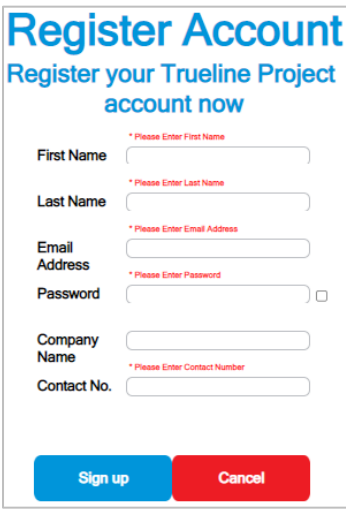 Register Account
Register your Trueline Project
account now
* Please Enter First Name
First Name
* Please Enter Last Name
Last Name
* Please Enter Email Address
Email
Address
* Please Enter Password
Password
Company
Name
* Please Enter Contact Number
Contact No.
Sign up
Cancel